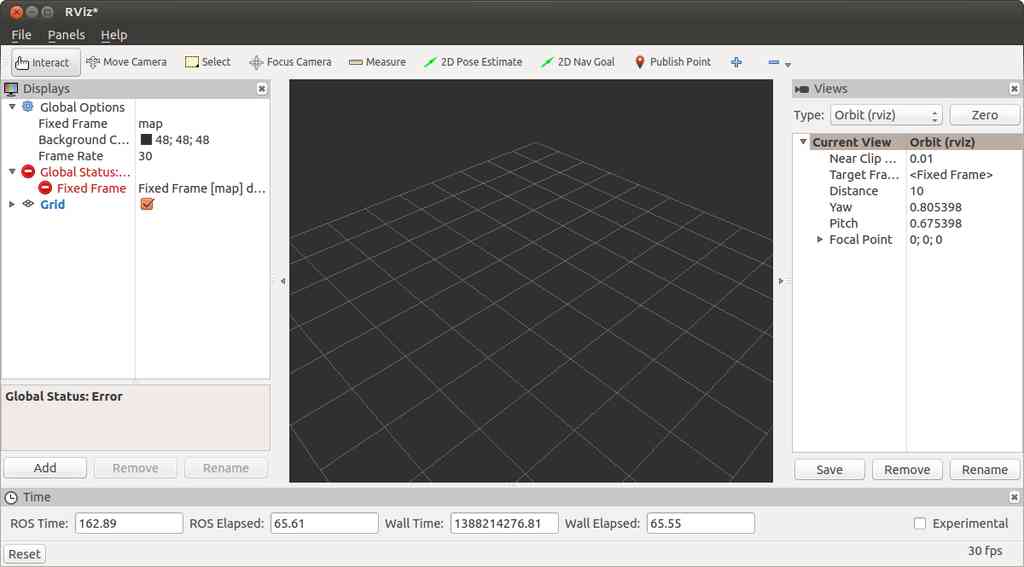 RViz*
File Panels Help
Interact Move Camera Select Focus Camera Measure 2D Pose Estimate 2D Nav Goal Publish Point
Displays
Global Options
Fixed Frame map
Background C... 48; 48; 48
Frame Rate 30
Global Status:...
Fixed Frame Fixed Frame [map] d...
Grid
Global Status: Error
Add Remove Rename
Views
Type: Orbit (rviz) Zero
Current View Orbit (rviz)
Near Clip ... 0.01
Target Fra... <Fixed Frame>
Distance 10
Yaw 0.805398
Pitch 0.675398
Focal Point 0; 0; 0
Save Remove Rename
Time
ROS Time: 162.89 ROS Elapsed: 65.61 Wall Time: 1388214276.81 Wall Elapsed: 65.55 Experimental
Reset 30 fps